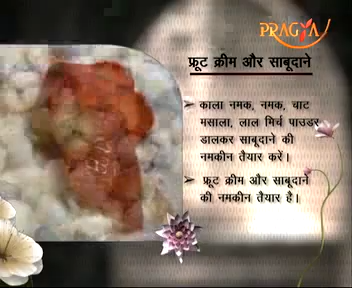 PRAGYA
फ्रूट क्रीम और साबूदाने
➢ काला नमक, नमक, चाट
मसाला, लाल मिर्च पाउडर
डालकर साबूदाने की
नमकीन तैयार करें।
➢ फ्रूट क्रीम और साबूदाने
की नमकीन तैयार है।